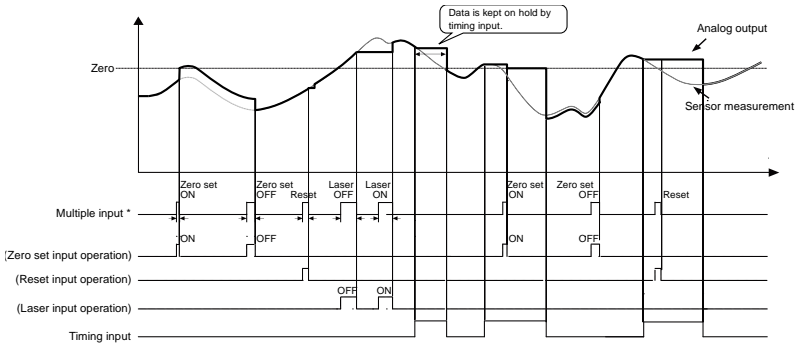 Data is kept on hold by
timing input.
Analog output
Zero
Sensor measurement
Zero set
ON
Zero set
OFF
Reset
Laser
OFF
Laser
ON
Zero set
ON
Zero set
OFF
Reset
Multiple input *
ON
OFF
ON
OFF
(Zero set input operation)
(Reset input operation)
OFF
ON
(Laser input operation)
Timing input